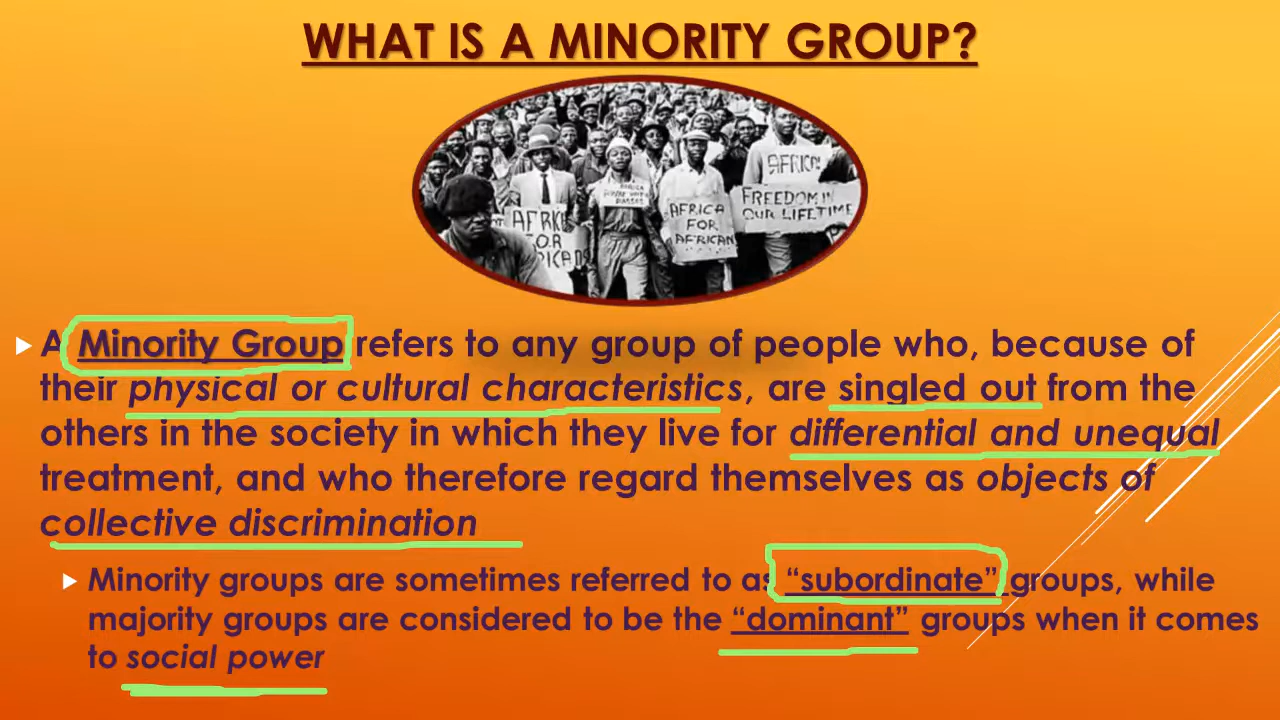 WHAT IS A MINORITY GROUP?
AFRICA
FREEDOM IN
OUR LIFETIME
AFRICA
FOR
AFRICAN
A Minority Group refers to any group of people who, because of
their physical or cultural characteristics, are singled out from the
others in the society in which they live for differential and unequal
treatment, and who therefore regard themselves as objects of
collective discrimination
Minority groups are sometimes referred to as “subordinate” groups, while
majority groups are considered to be the “dominant” groups when it comes
to social power